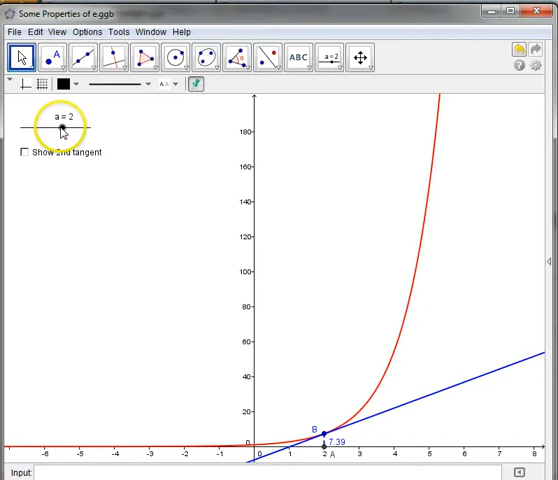 Some Properties of e.ggb
File Edit View Options Tools Window Help
A ABC a = 2
a = 2
Show 2nd tangent
180
160
140
120
100
80
60
40
20
B
7.39
0
-6 -5 -4 -3 -2 -1 0 1 2 A 3 4 5 6 7 8
Input: